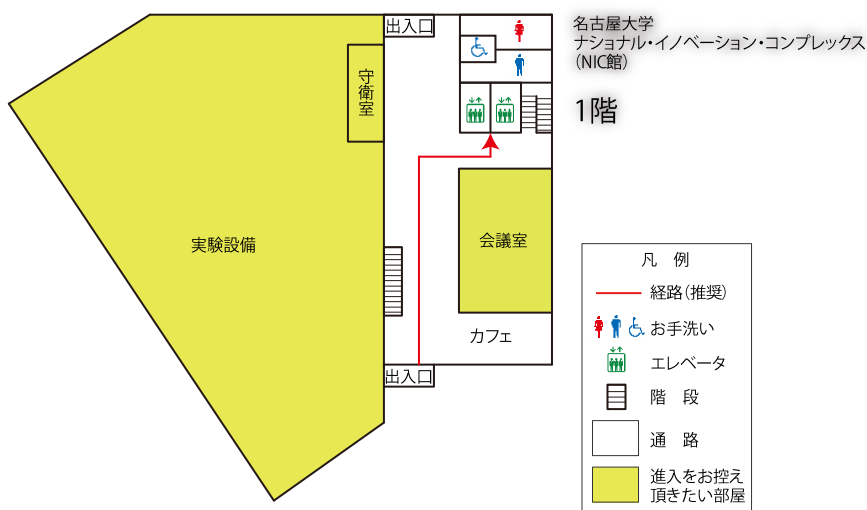 出入口
名古屋大学
ナショナル・イノベーション・コンプレックス
(NIC館)
1階
守衛室
実験設備
会議室
カフェ
出入口
凡 例
経路(推奨)
お手洗い
エレベータ
階 段
通 路
進入をお控え
頂きたい部屋